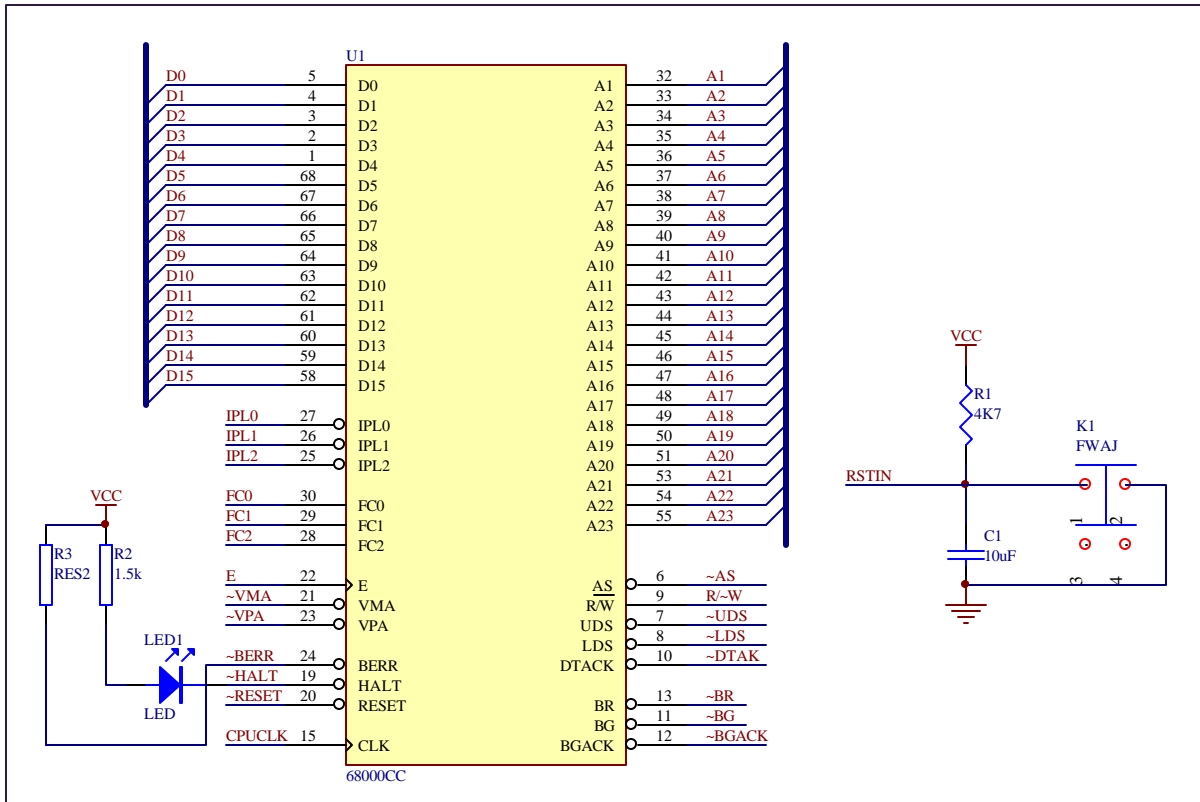 U1
D0 5 D0 A1 32 A1
D1 4 D1 A2 33 A2
D2 3 D2 A3 34 A3
D3 2 D3 A4 35 A4
D4 1 D4 A5 36 A5
D5 68 D5 A6 37 A6
D6 67 D6 A7 38 A7
D7 66 D7 A8 39 A8
D8 65 D8 A9 40 A9
D9 64 D9 A10 41 A10
D10 63 D10 A11 42 A11
D11 62 D11 A12 43 A12
D12 61 D12 A13 44 A13
D13 60 D13 A14 45 A14
D14 59 D14 A15 46 A15
D15 58 D15 A16 47 A16
A17 48 A17
IPL0 27 IPL0 A18 49 A18
IPL1 26 IPL1 A19 50 A19
IPL2 25 IPL2 A20 51 A20
A21 53 A21
FC0 30 FC0 A22 54 A22
FC1 29 FC1 A23 55 A23
FC2 28 FC2
E 22 E AS 6 ~AS
~VMA 21 VMA R/W 9 R/~W
~VPA 23 VPA UDS 7 ~UDS
LDS 8 ~LDS
~BERR 24 BERR DTACK 10 ~DTAK
~HALT 19 HALT
~RESET 20 RESET BR 13 ~BR
BG 11 ~BG
CPUCLK 15 CLK BGACK 12 ~BGACK
68000CC
VCC
R3
RES2
R2
1.5k
LED1
LED
VCC
R1
4K7
K1
FWAJ
RSTIN
1 2
C1
10uF
3 4